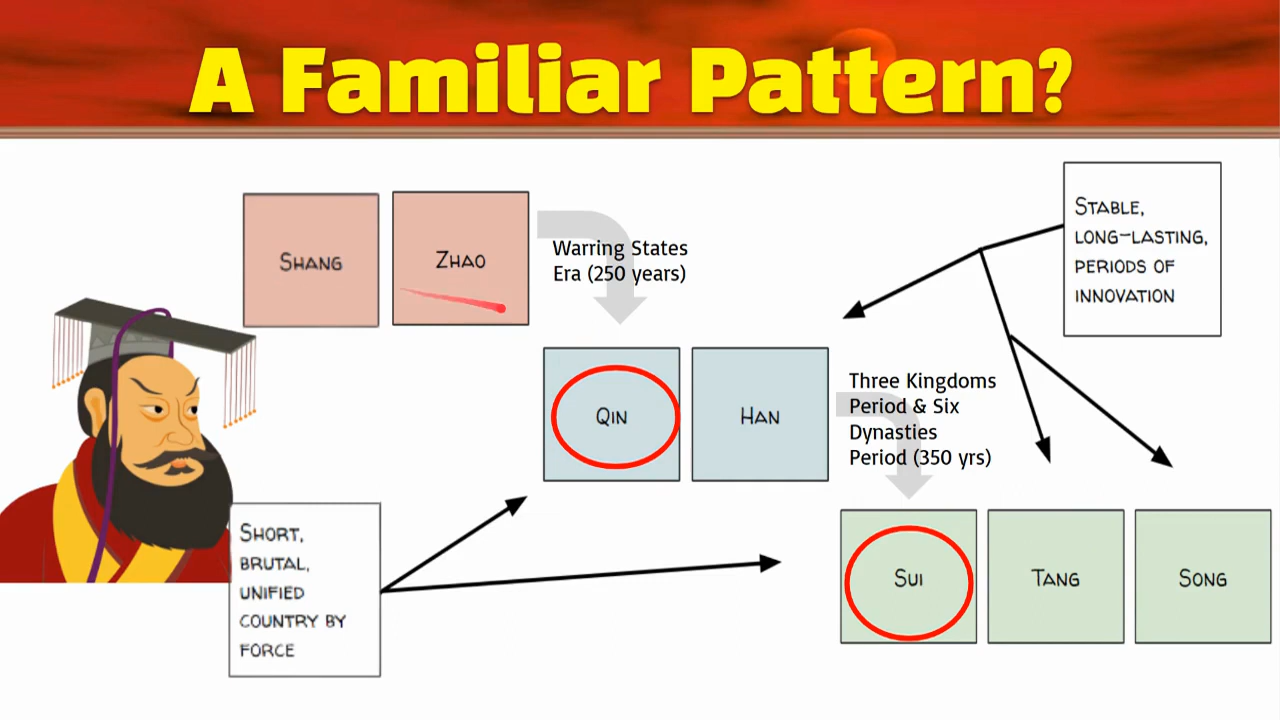 A Familiar Pattern?
SHANG
ZHAO
Warring States
Era (250 years)
STABLE,
LONG-LASTING,
PERIODS OF
INNOVATION
QIN
HAN
Three Kingdoms
Period & Six
Dynasties
Period (350 yrs)
SHORT,
BRUTAL,
UNIFIED
COUNTRY BY
FORCE
SUI
TANG
SONG